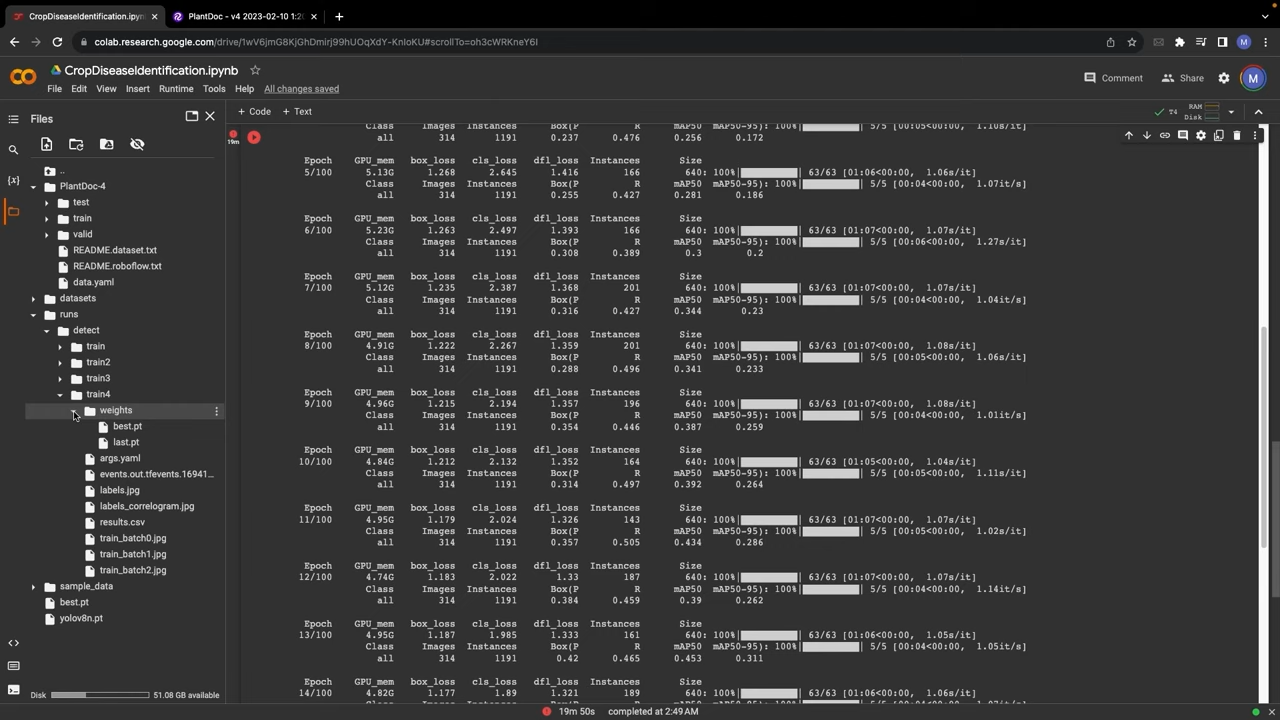 CropDiseaseIdentification.ipyn
PlantDoc - v4 2023-02-10 1:20
colab.research.google.com/drive/1wV6jmG8KjGhDmirj99hUOqXdY-KnIoKU#scrollTo=oh3cWRKneY6I
M
CropDiseaseIdentification.ipynb
File Edit View Insert Runtime Tools Help All changes saved
Comment Share M
Files
+ Code + Text
T4 RAM Disk
19m
..
PlantDoc-4
test
train
valid
README.dataset.txt
README.roboflow.txt
data.yaml
datasets
runs
detect
train
train2
train3
train4
weights
best.pt
last.pt
args.yaml
events.out.tfevents.16941...
labels.jpg
labels_correlogram.jpg
results.csv
train_batch0.jpg
train_batch1.jpg
train_batch2.jpg
sample_data
best.pt
yolov8n.pt
Disk 51.08 GB available
Class Images Instances Box(P R mAP50 mAP50-95): 100% 5/5 [00:05<00:00, 1.10s/it]
all 314 1191 0.237 0.476 0.256 0.172
Epoch GPU_mem box_loss cls_loss dfl_loss Instances Size
5/100 5.13G 1.268 2.645 1.416 166 640: 100% 63/63 [01:06<00:00, 1.06s/it]
Class Images Instances Box(P R mAP50 mAP50-95): 100% 5/5 [00:05<00:00, 1.07s/it]
all 314 1191 0.255 0.427 0.281 0.186
Epoch GPU_mem box_loss cls_loss dfl_loss Instances Size
6/100 5.23G 1.263 2.497 1.393 166 640: 100% 63/63 [01:07<00:00, 1.07s/it]
Class Images Instances Box(P R mAP50 mAP50-95): 100% 5/5 [00:06<00:00, 1.27s/it]
all 314 1191 0.308 0.389 0.3 0.2
Epoch GPU_mem box_loss cls_loss dfl_loss Instances Size
7/100 5.12G 1.235 2.387 1.368 201 640: 100% 63/63 [01:07<00:00, 1.07s/it]
Class Images Instances Box(P R mAP50 mAP50-95): 100% 5/5 [00:04<00:00, 1.04it/s]
all 314 1191 0.316 0.427 0.344 0.23
Epoch GPU_mem box_loss cls_loss dfl_loss Instances Size
8/100 4.91G 1.222 2.267 1.359 201 640: 100% 63/63 [01:07<00:00, 1.08s/it]
Class Images Instances Box(P R mAP50 mAP50-95): 100% 5/5 [00:05<00:00, 1.06s/it]
all 314 1191 0.288 0.496 0.341 0.233
Epoch GPU_mem box_loss cls_loss dfl_loss Instances Size
9/100 4.96G 1.215 2.194 1.357 196 640: 100% 63/63 [01:07<00:00, 1.08s/it]
Class Images Instances Box(P R mAP50 mAP50-95): 100% 5/5 [00:04<00:00, 1.01it/s]
all 314 1191 0.354 0.454 0.387 0.259
Epoch GPU_mem box_loss cls_loss dfl_loss Instances Size
10/100 4.84G 1.212 2.132 1.352 164 640: 100% 63/63 [01:05<00:00, 1.04s/it]
Class Images Instances Box(P R mAP50 mAP50-95): 100% 5/5 [00:05<00:00, 1.11s/it]
all 314 1191 0.314 0.497 0.392 0.264
Epoch GPU_mem box_loss cls_loss dfl_loss Instances Size
11/100 4.95G 1.179 2.024 1.326 143 640: 100% 63/63 [01:07<00:00, 1.07s/it]
Class Images Instances Box(P R mAP50 mAP50-95): 100% 5/5 [00:05<00:00, 1.02s/it]
all 314 1191 0.357 0.505 0.434 0.286
Epoch GPU_mem box_loss cls_loss dfl_loss Instances Size
12/100 4.74G 1.183 2.022 1.33 187 640: 100% 63/63 [01:07<00:00, 1.07s/it]
Class Images Instances Box(P R mAP50 mAP50-95): 100% 5/5 [00:04<00:00, 1.14it/s]
all 314 1191 0.384 0.459 0.39 0.262
Epoch GPU_mem box_loss cls_loss dfl_loss Instances Size
13/100 4.95G 1.187 1.985 1.333 161 640: 100% 63/63 [01:06<00:00, 1.05s/it]
Class Images Instances Box(P R mAP50 mAP50-95): 100% 5/5 [00:04<00:00, 1.05it/s]
all 314 1191 0.42 0.465 0.453 0.311
Epoch GPU_mem box_loss cls_loss dfl_loss Instances Size
14/100 4.82G 1.177 1.89 1.321 189 640: 100% 63/63 [01:06<00:00, 1.06s/it]
19m 50s completed at 2:49 AM